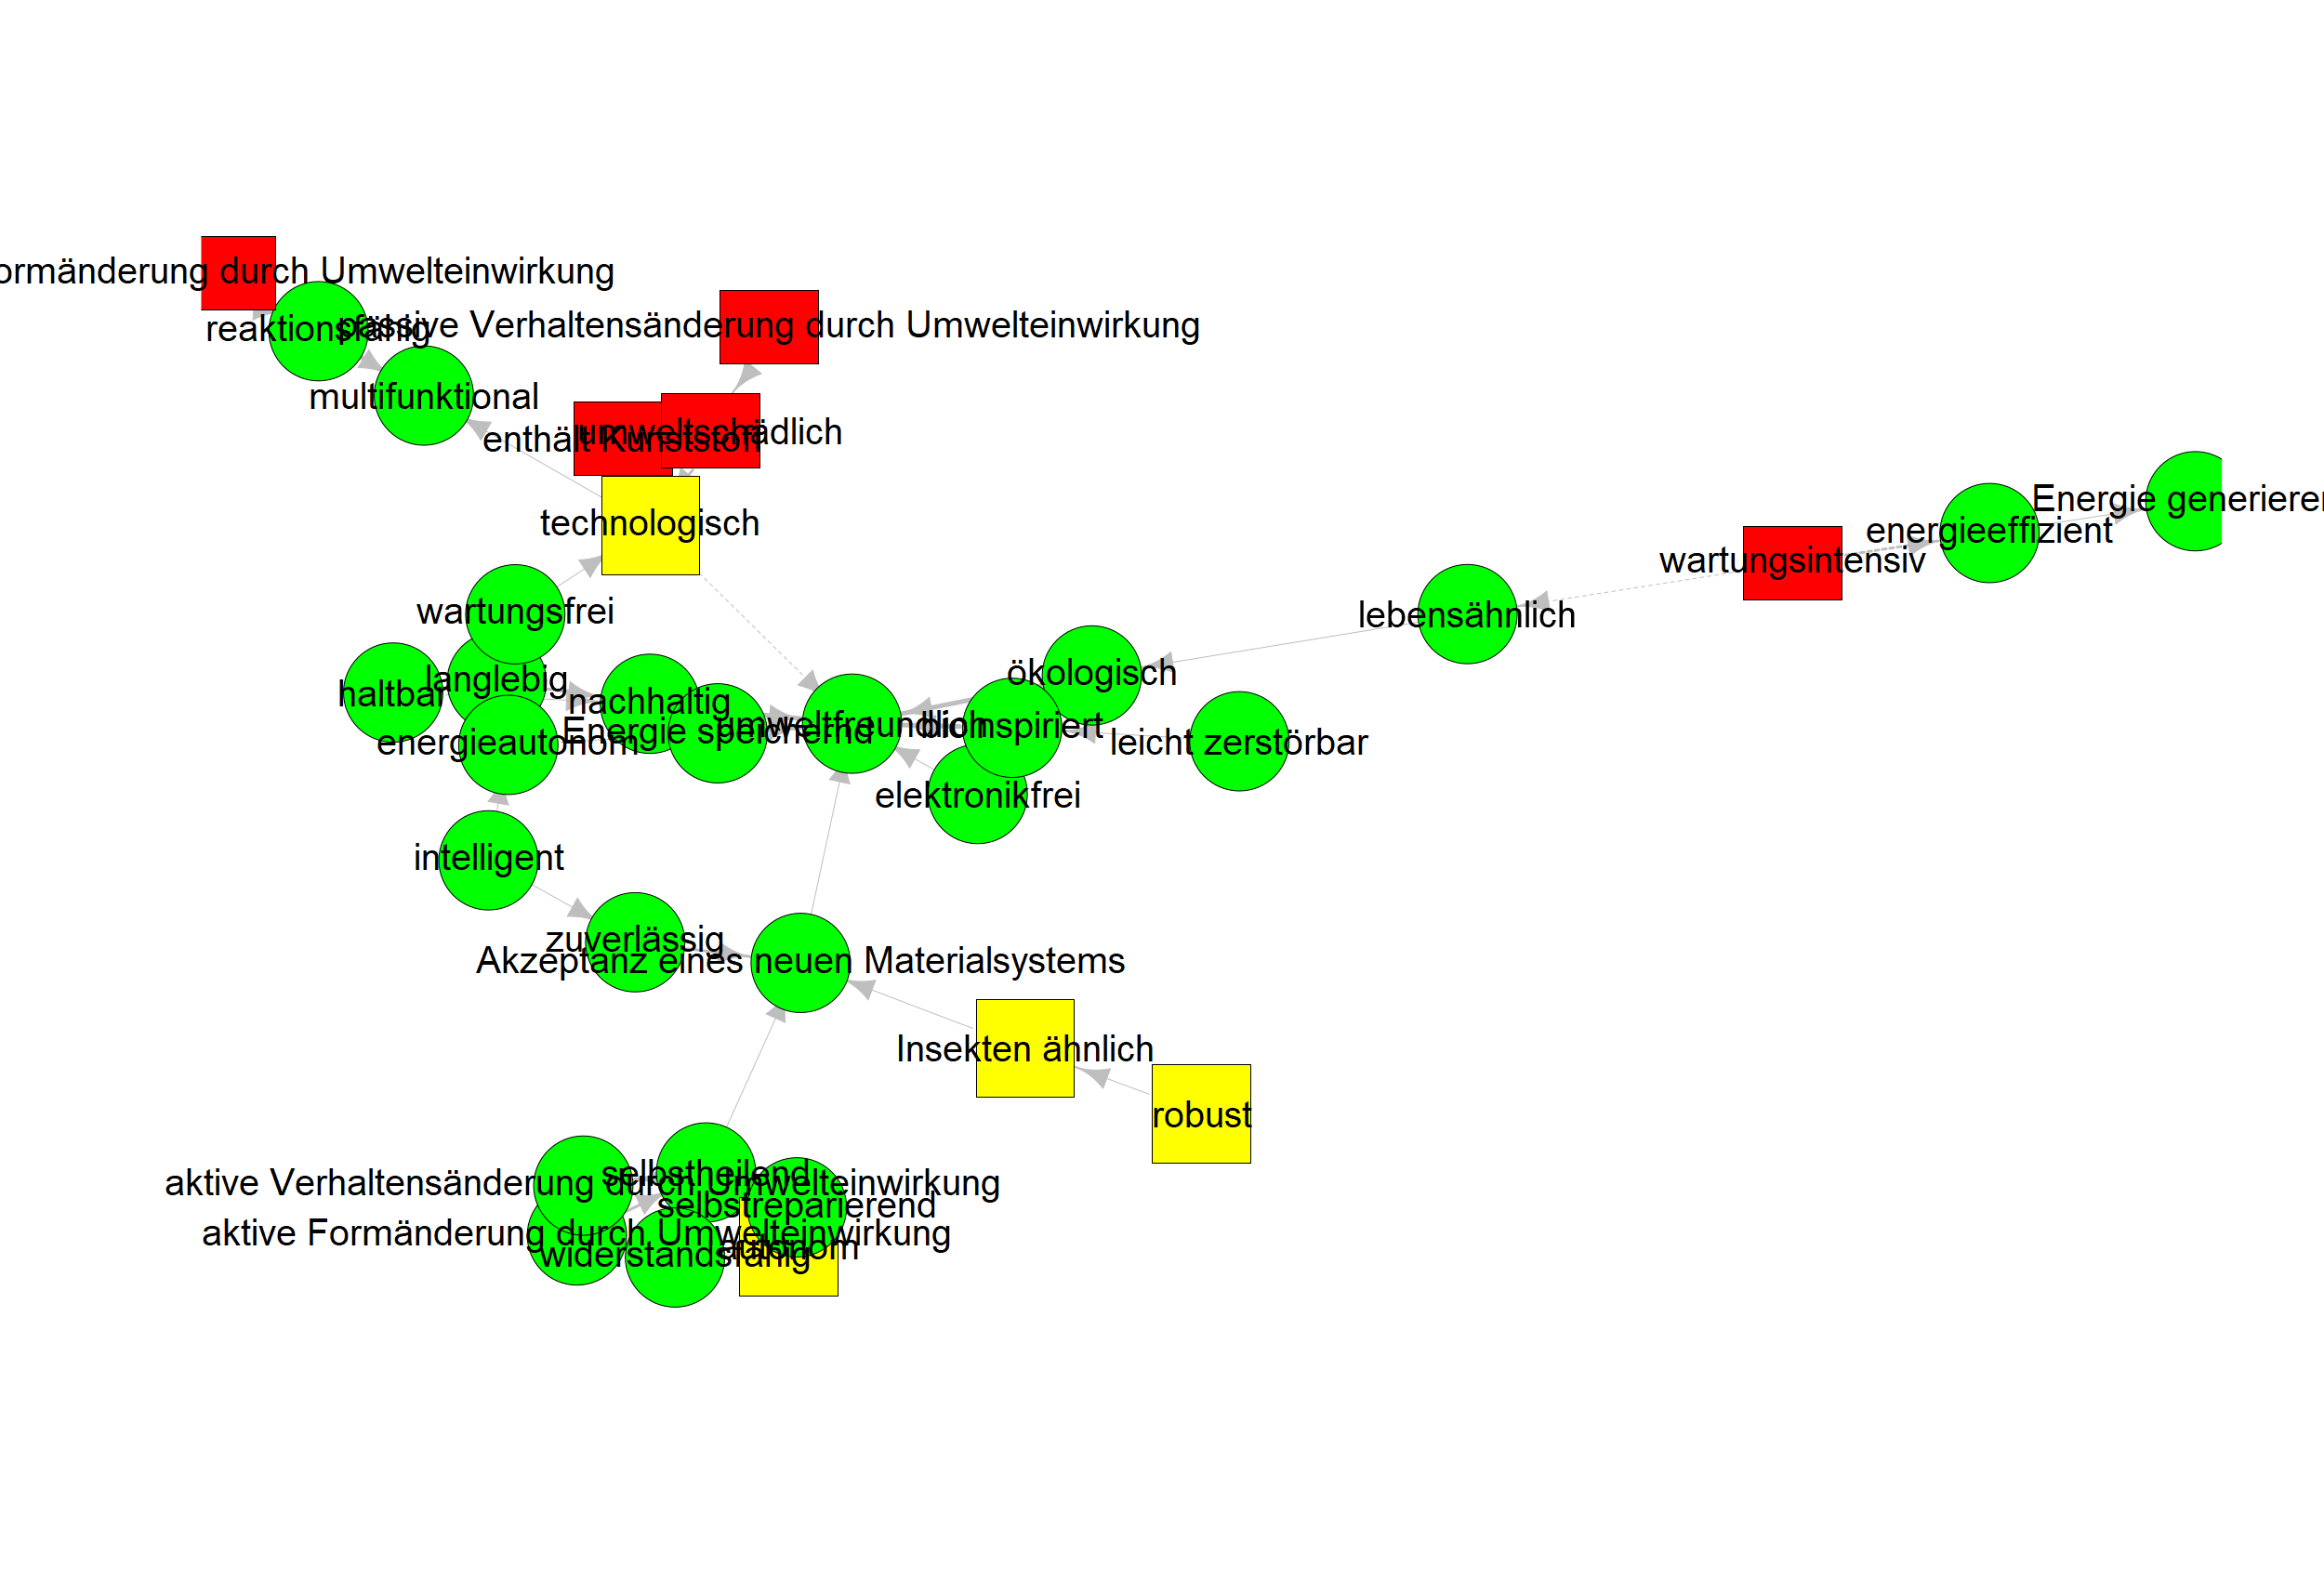 ormänderung durch Umwelteinwirkung
reaktionsfähig
passive Verhaltensänderung durch Umwelteinwirkung
multifunktional
umweltschädlich
enthält Kunststoff
technologisch
Energie generieren
energieeffizient
wartungsintensiv
wartungsfrei
lebensähnlich
ökologisch
langlebig
haltbar
nachhaltig
Energie speichernd
umweltfreundlich
bioinspiriert
leicht zerstörbar
energieautonom
elektronikfrei
intelligent
zuverlässig
Akzeptanz eines neuen Materialsystems
Insekten ähnlich
robust
selbstheilend
aktive Verhaltensänderung durch Umwelteinwirkung
selbstreparierend
aktive Formänderung durch Umwelteinwirkung
autonom
widerstandsfähig